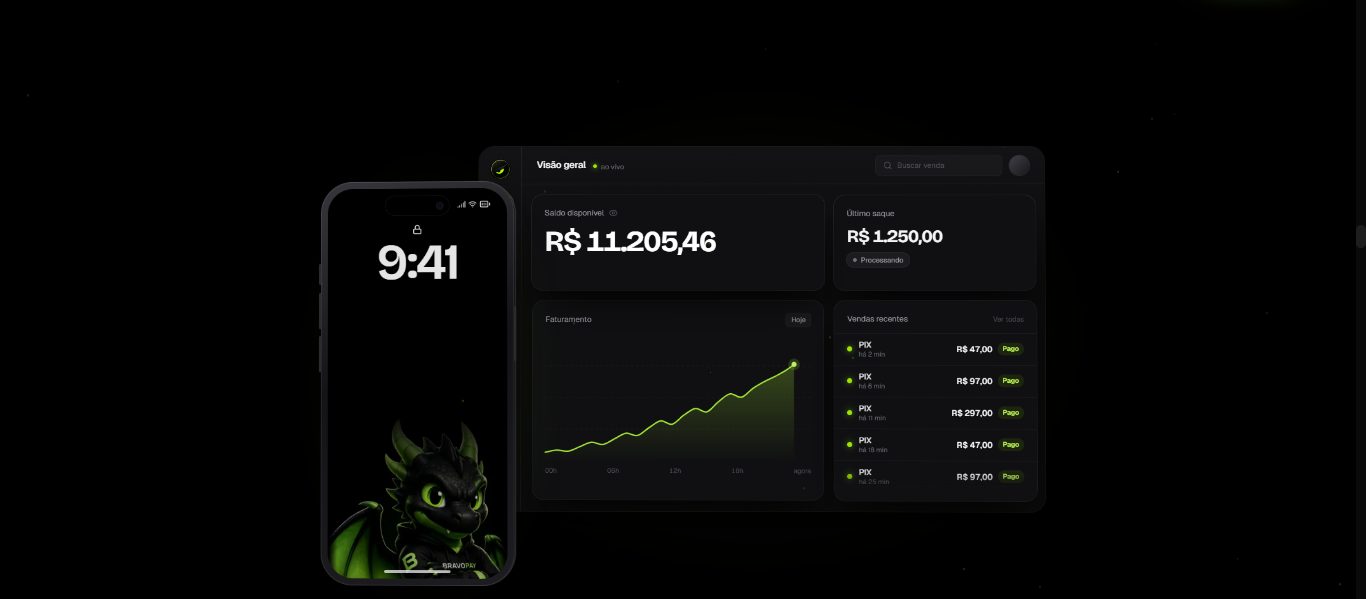 9:41
B
BRAVOPAY
Visão geral
ao vivo
Buscar venda
Saldo disponível
R$ 11.205,46
Último saque
R$ 1.250,00
Processando
Faturamento
Hoje
00h 06h 12h 18h agora
Vendas recentes
Ver todas
PIX R$ 47,00 Pago
há 2 min
PIX R$ 97,00 Pago
há 6 min
PIX R$ 297,00 Pago
há 11 min
PIX R$ 47,00 Pago
há 18 min
PIX R$ 97,00 Pago
há 25 min